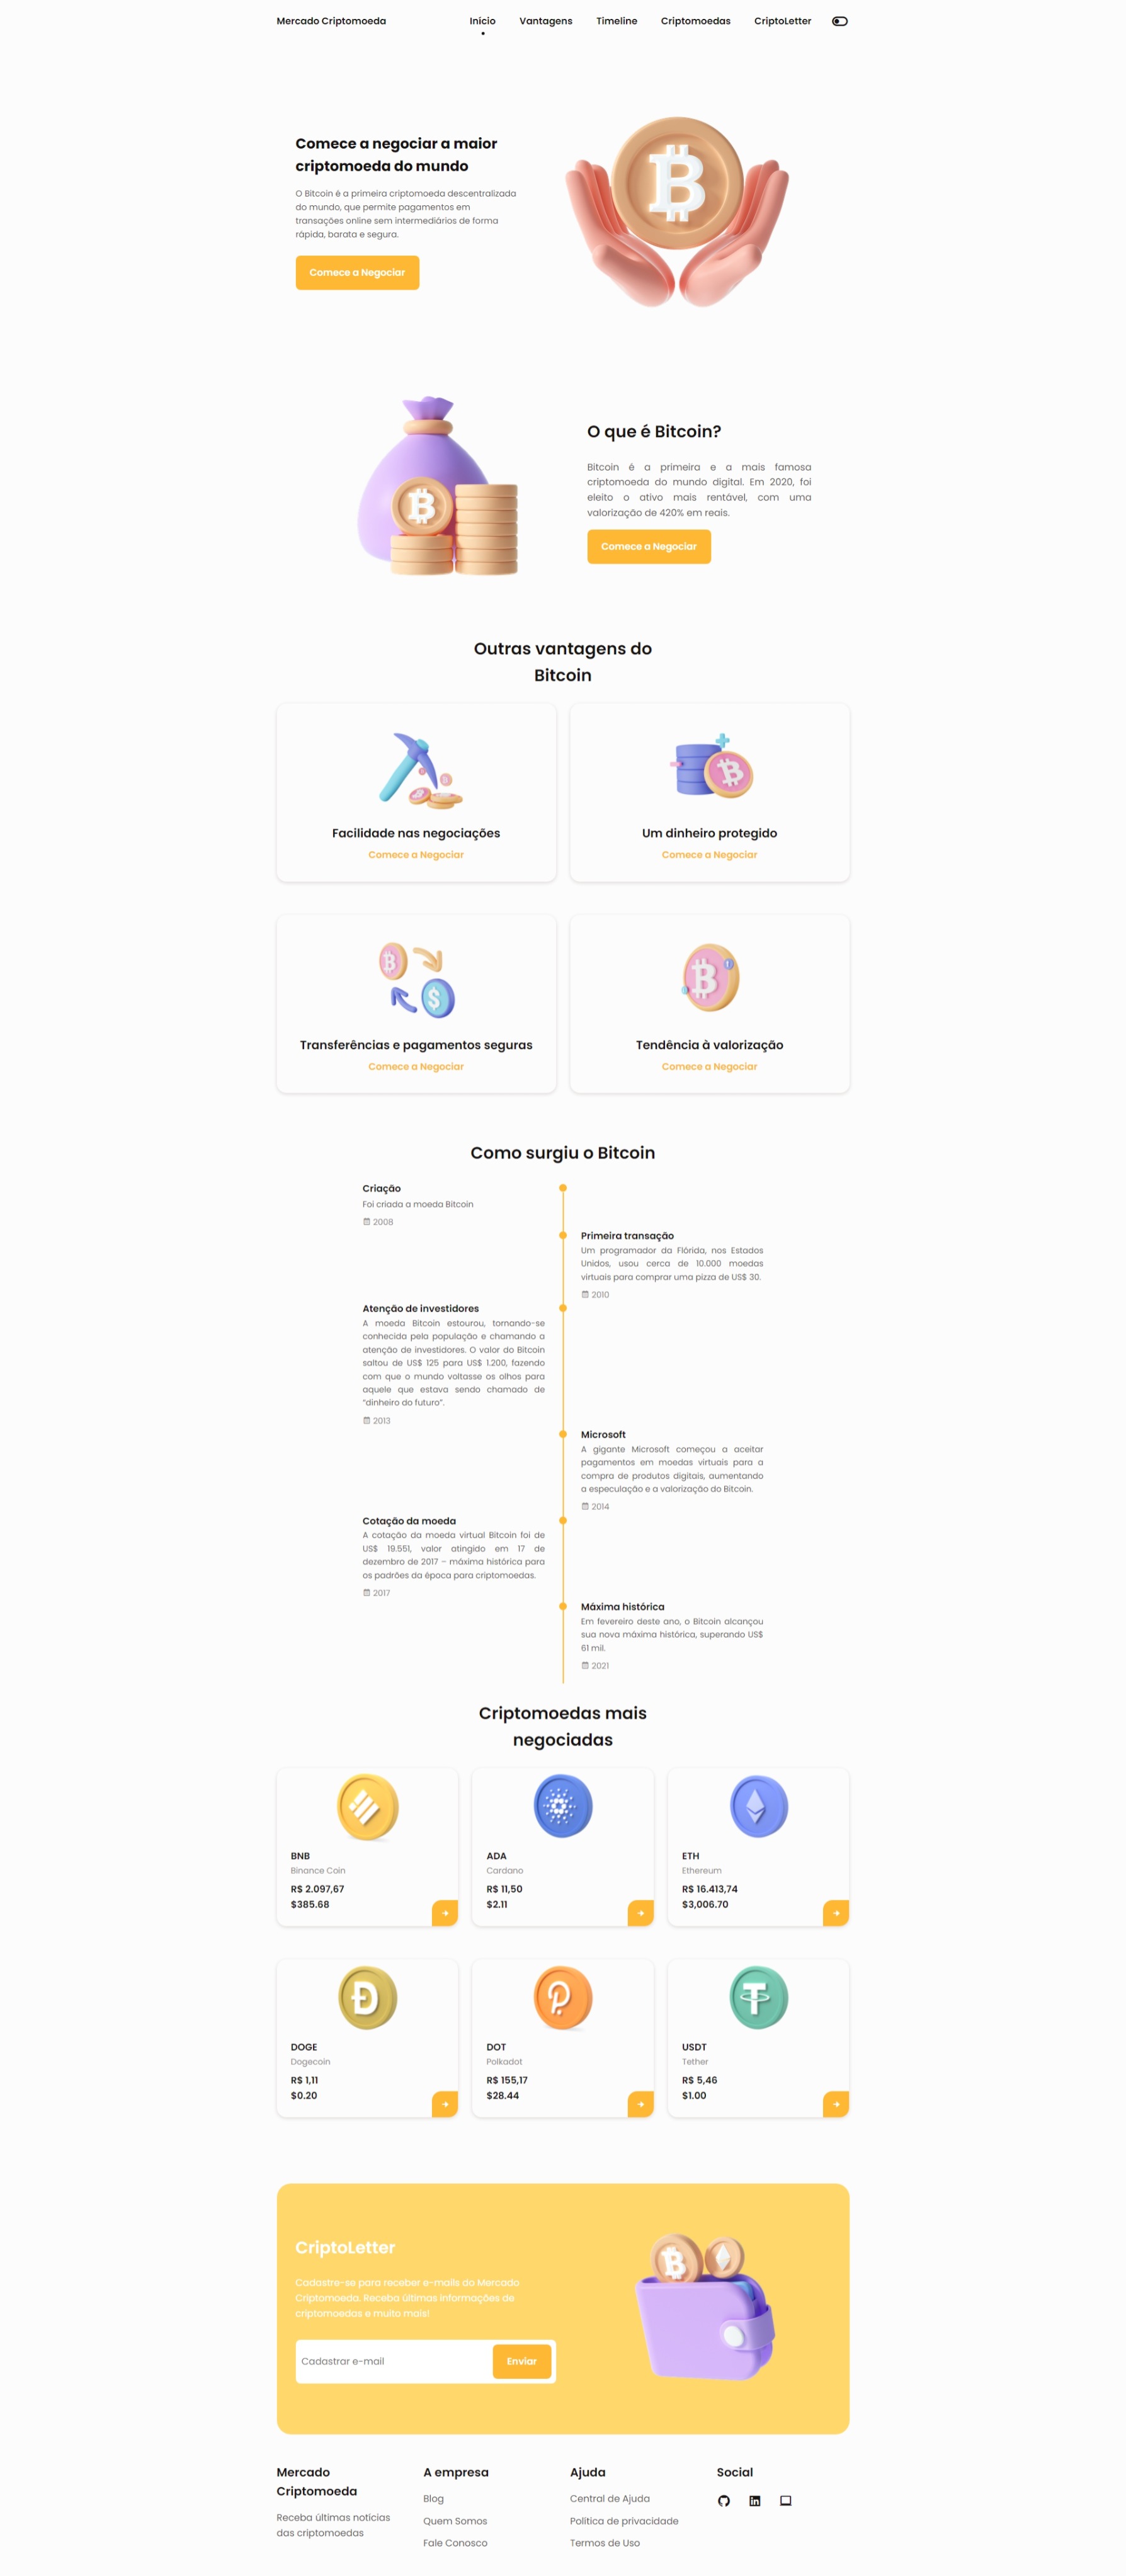 Mercado Criptomoeda
Início
Vantagens
Timeline
Criptomoedas
CriptoLetter
Comece a negociar a maior
criptomoeda do mundo
O Bitcoin é a primeira criptomoeda descentralizada
do mundo, que permite pagamentos em
transações online sem intermediários de forma
rápida, barata e segura.
Comece a Negociar
O que é Bitcoin?
Bitcoin é a primeira e a mais famosa
criptomoeda do mundo digital. Em 2020, foi
eleito o ativo mais rentável, com uma
valorização de 420% em reais.
Comece a Negociar
Outras vantagens do
Bitcoin
Facilidade nas negociações
Comece a Negociar
Um dinheiro protegido
Comece a Negociar
Transferências e pagamentos seguras
Comece a Negociar
Tendência à valorização
Comece a Negociar
Como surgiu o Bitcoin
Criação
Foi criada a moeda Bitcoin
2008
Primeira transação
Um programador da Flórida, nos Estados
Unidos, usou cerca de 10.000 moedas
virtuais para comprar uma pizza de US$ 30.
2010
Atenção de investidores
A moeda Bitcoin estourou, tornando-se
conhecida pela população e chamando a
atenção de investidores. O valor do Bitcoin
saltou de US$ 125 para US$ 1.200, fazendo
com que o mundo voltasse os olhos para
aquele que estava sendo chamado de
"dinheiro do futuro".
2013
Microsoft
A gigante Microsoft começou a aceitar
pagamentos em moedas virtuais para a
compra de produtos digitais, aumentando
a especulação e a valorização do Bitcoin.
2014
Cotação da moeda
A cotação da moeda virtual Bitcoin foi de
US$ 19.551, valor atingido em 17 de
dezembro de 2017 – máxima histórica para
os padrões da época para criptomoedas.
2017
Máxima histórica
Em fevereiro deste ano, o Bitcoin alcançou
sua nova máxima histórica, superando US$
61 mil.
2021
Criptomoedas mais
negociadas
BNB
Binance Coin
R$ 2.097,67
$385.68
ADA
Cardano
R$ 11,50
$2.11
ETH
Ethereum
R$ 16.413,74
$3,006.70
DOGE
Dogecoin
R$ 1,11
$0.20
DOT
Polkadot
R$ 155,17
$28.44
USDT
Tether
R$ 5,46
$1.00
CriptoLetter
Cadastre-se para receber e-mails do Mercado
Criptomoeda. Receba últimas informações de
criptomoedas e muito mais!
Cadastrar e-mail
Enviar
Mercado
Criptomoeda
Receba últimas notícias
das criptomoedas
A empresa
Blog
Quem Somos
Fale Conosco
Ajuda
Central de Ajuda
Política de privacidade
Termos de Uso
Social